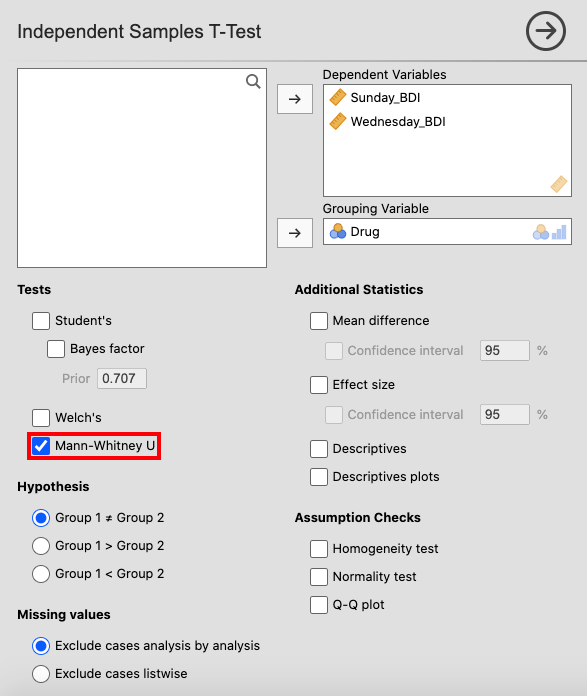 Independent Samples T-Test
Dependent Variables
Sunday_BDI
Wednesday_BDI
Grouping Variable
Drug
Tests
Student's
Bayes factor
Prior 0.707
Welch's
Mann-Whitney U
Hypothesis
Group 1 ≠ Group 2
Group 1 > Group 2
Group 1 < Group 2
Missing values
Exclude cases analysis by analysis
Exclude cases listwise
Additional Statistics
Mean difference
Confidence interval 95 %
Effect size
Confidence interval 95 %
Descriptives
Descriptives plots
Assumption Checks
Homogeneity test
Normality test
Q-Q plot